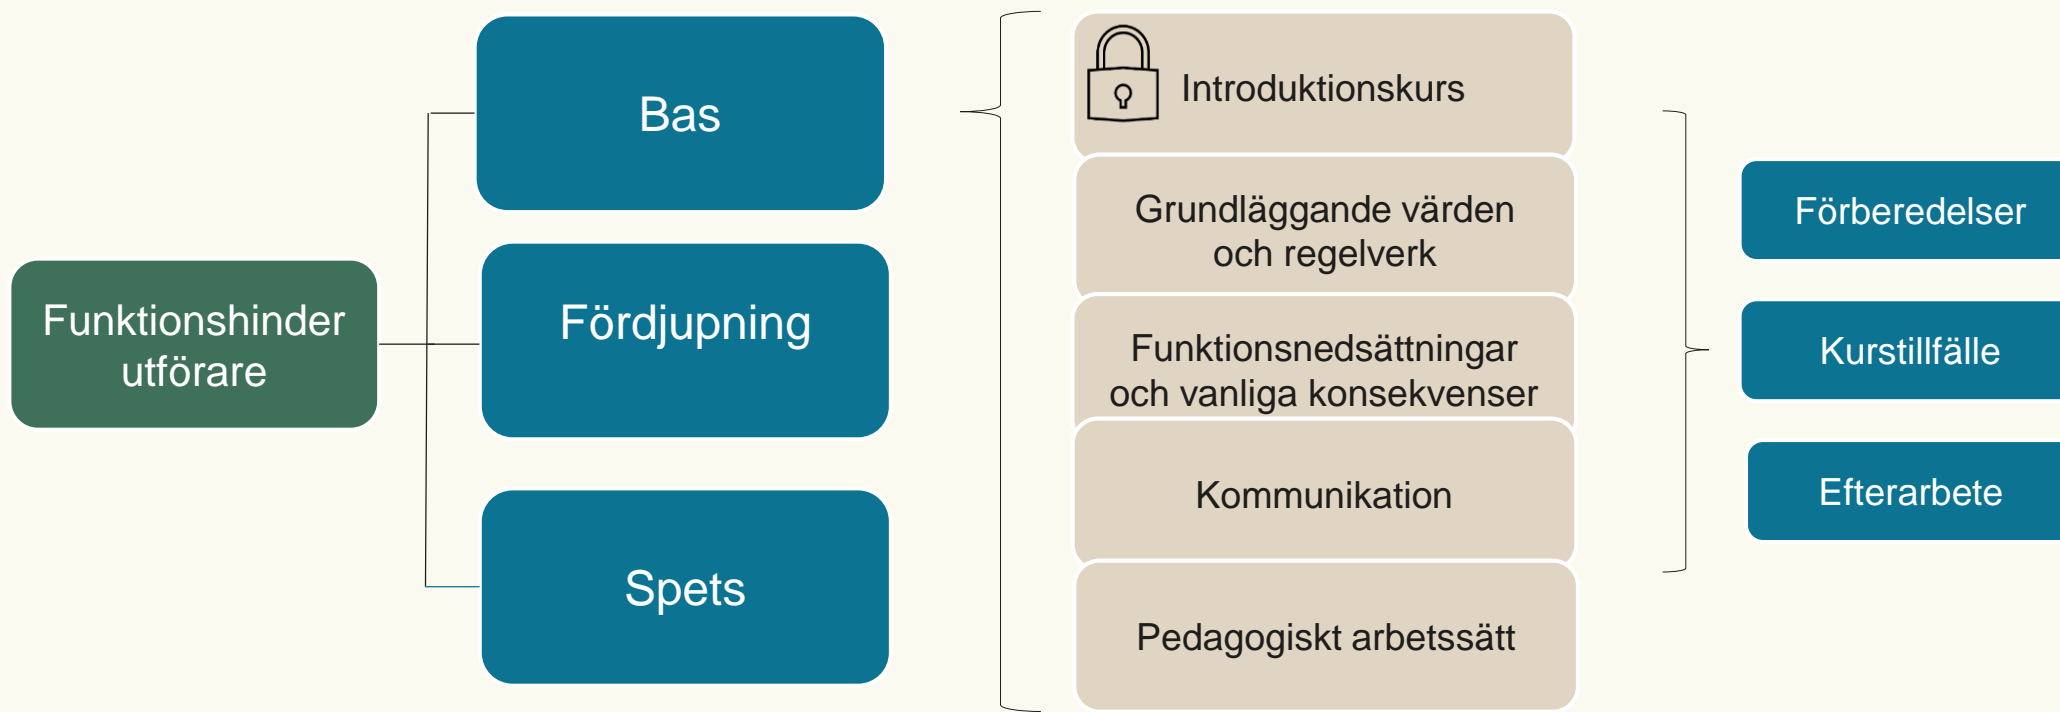 Funktionshinder
utförare
Bas
Fördjupning
Spets
Introduktionskurs
Grundläggande värden
och regelverk
Funktionsnedsättningar
och vanliga konsekvenser
Kommunikation
Pedagogiskt arbetssätt
Förberedelser
Kurstillfälle
Efterarbete